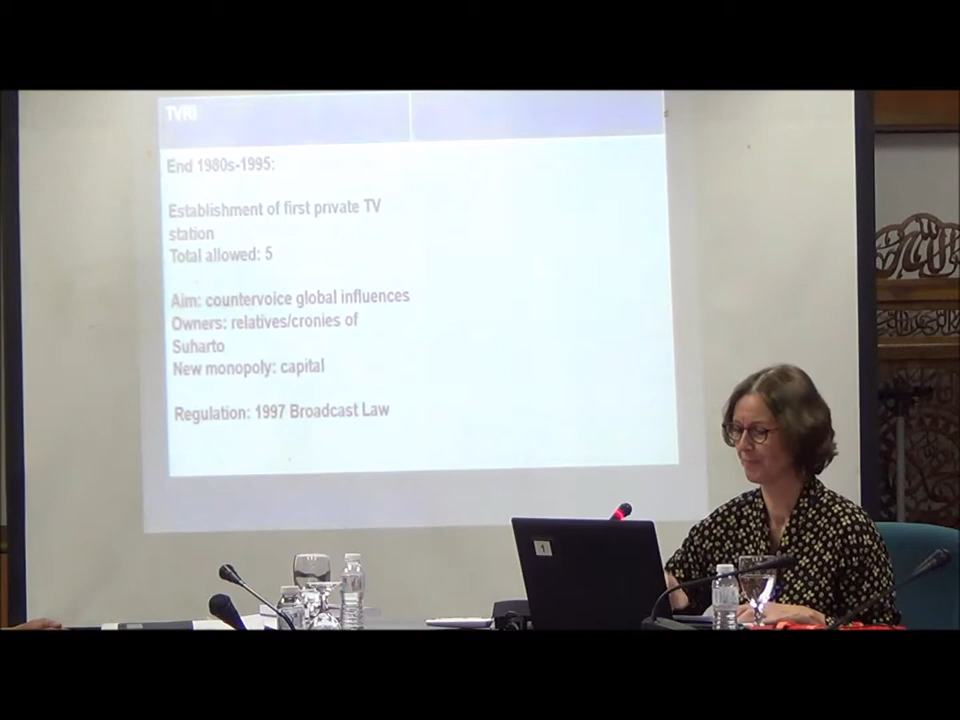 TVRI
End 1980s-1995:
Establishment of first private TV
station
Total allowed: 5
Aim: countervoice global influences
Owners: relatives/cronies of
Suharto
New monopoly: capital
Regulation: 1997 Broadcast Law
1